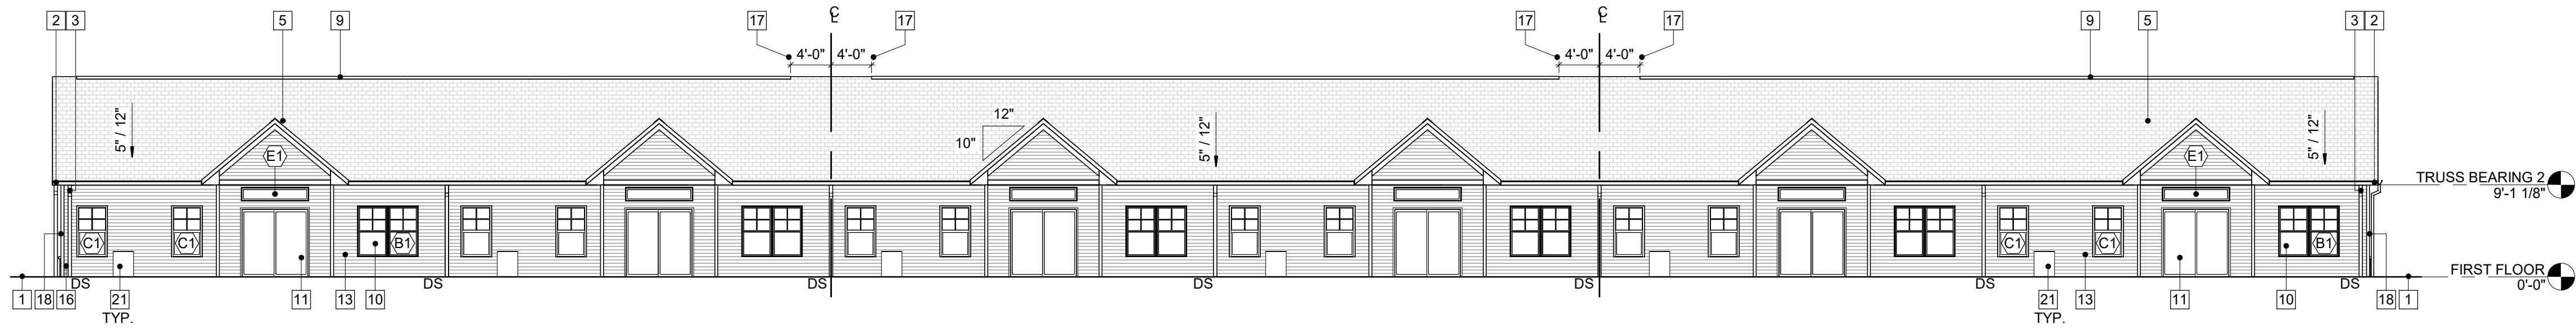 2 3 5 9 17 ℄ 17 17 ℄ 17 9 5 3 2
4'-0" 4'-0" 4'-0" 4'-0"
5" / 12" 12" 5" / 12" 5" / 12"
10"
E1 E1
TRUSS BEARING 2
9'-1 1/8"
C1 C1 B1 C1 C1 B1
FIRST FLOOR
0'-0"
DS DS DS DS DS DS DS
1 18 16 21 11 13 10 21 13 11 10 18 1
TYP. TYP.